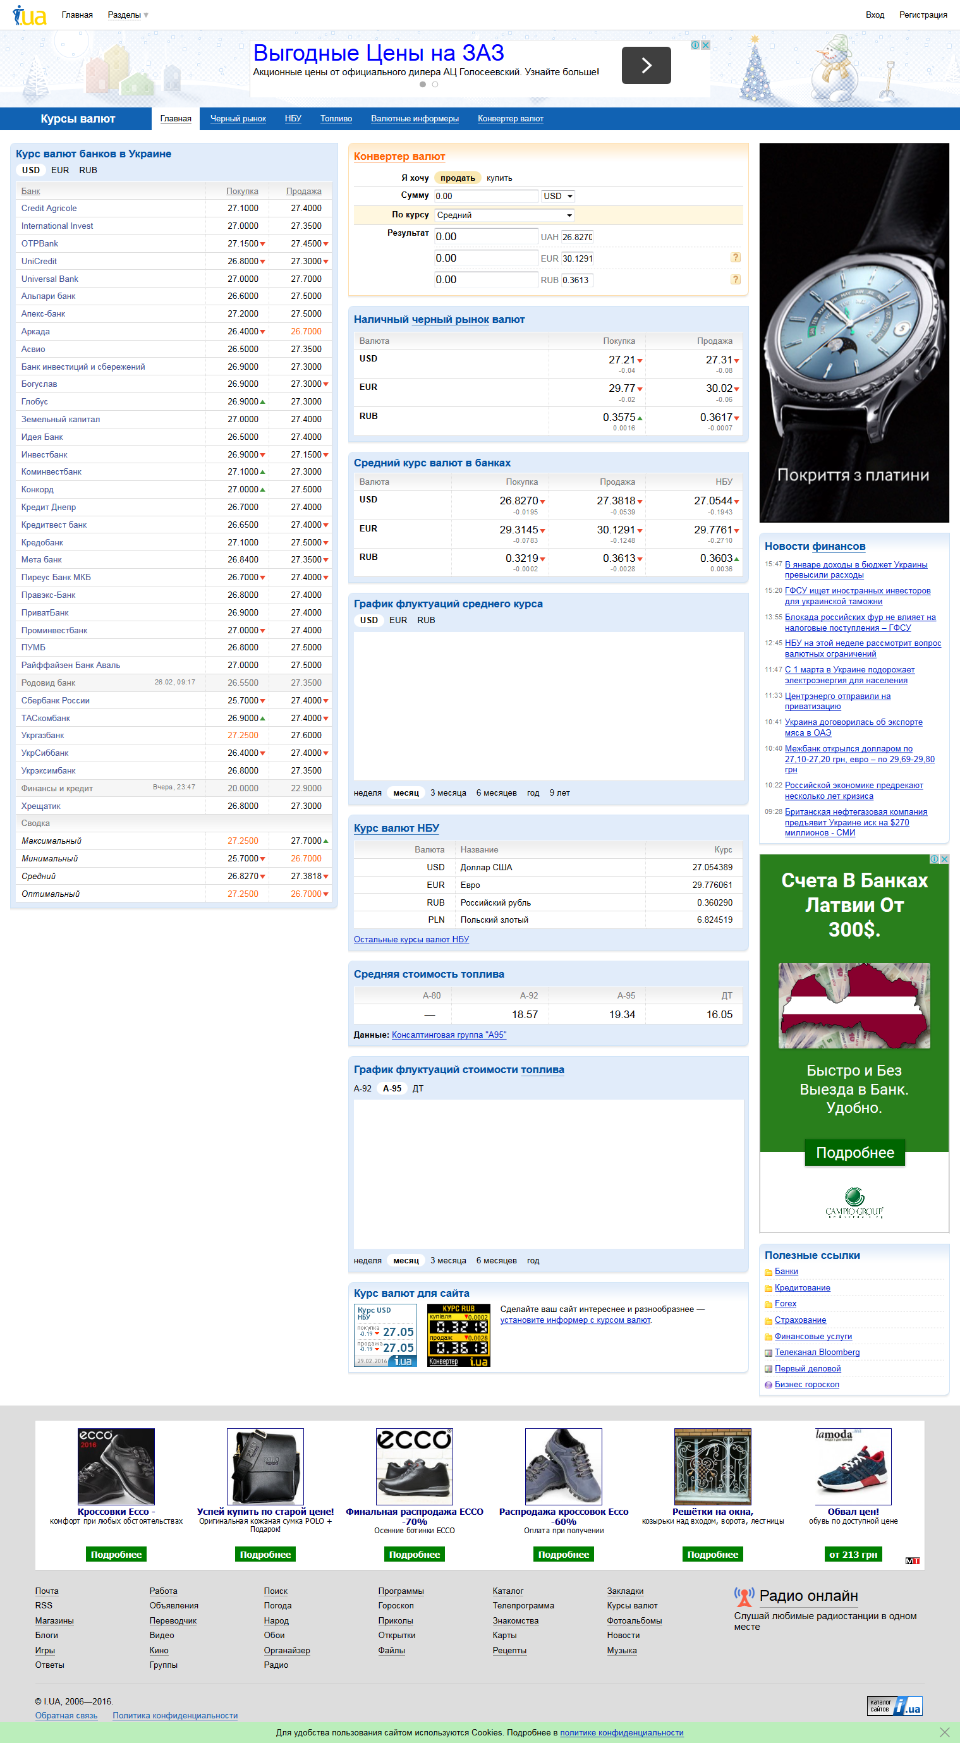 i.ua Главная Разделы ▾ Вход Регистрация
Выгодные Цены на ЗАЗ
Акционные цены от официального дилера АЦ Голосеевский. Узнайте больше!
Курсы валют Главная Черный рынок НБУ Топливо Валютные информеры Конвертер валют
Курс валют банков в Украине
USD EUR RUB
Банк Покупка Продажа
Credit Agricole 27.1000 27.4000
International Invest 27.0000 27.3500
OTPBank 27.1500 27.4500
UniCredit 26.8000 27.3000
Universal Bank 27.0000 27.7000
Альпари банк 26.6000 27.5000
Апекс-банк 27.2000 27.5000
Аркада 26.4000 26.7000
Асвио 26.5000 27.3500
Банк инвестиций и сбережений 26.9000 27.3000
Богуслав 26.9000 27.3000
Глобус 26.9000 27.3000
Земельный капитал 27.0000 27.4000
Идея Банк 26.5000 27.4000
Инвестбанк 26.9000 27.1500
Коминвестбанк 27.1000 27.3000
Конкорд 27.0000 27.5000
Кредит Днепр 26.7000 27.4000
Кредитвест банк 26.6500 27.4000
Кредобанк 27.1000 27.5000
Мета банк 26.8400 27.3500
Пиреус Банк МКБ 26.7000 27.4000
Правэкс-Банк 26.8000 27.4000
ПриватБанк 26.9000 27.4000
Проминвестбанк 27.0000 27.4000
ПУМБ 26.8000 27.5000
Райффайзен Банк Аваль 27.0000 27.5000
Родовид банк 26.02, 09:17 26.5500 27.3500
Сбербанк России 25.7000 27.4000
ТАСкомбанк 26.9000 27.4000
Укргазбанк 27.2500 27.6000
УкрСиббанк 26.4000 27.4000
Укрэксимбанк 26.8000 27.3500
Финансы и кредит Вчера, 23:47 20.0000 22.9000
Хрещатик 26.8000 27.3000
Сводка
Максимальный 27.2500 27.7000
Минимальный 25.7000 26.7000
Средний 26.8270 27.3818
Оптимальный 27.2500 26.7000
Конвертер валют
Я хочу продать купить
Сумму 0.00 USD
По курсу Средний
Результат 0.00 UAH 26.8270
0.00 EUR 30.1291 ?
0.00 RUB 0.3613 ?
Наличный черный рынок валют
Валюта Покупка Продажа
USD 27.21 27.31
-0.04 -0.08
EUR 29.77 30.02
-0.02 -0.06
RUB 0.3575 0.3617
0.0016 -0.0007
Средний курс валют в банках
Валюта Покупка Продажа НБУ
USD 26.8270 27.3818 27.0544
-0.0195 -0.0539 -0.1943
EUR 29.3145 30.1291 29.7761
-0.0783 -0.1248 -0.2710
RUB 0.3219 0.3613 0.3603
-0.0002 -0.0028 0.0036
График флуктуаций среднего курса
USD EUR RUB
неделя месяц 3 месяца 6 месяцев год 9 лет
Курс валют НБУ
Валюта Название Курс
USD Доллар США 27.054389
EUR Евро 29.776061
RUB Российский рубль 0.360290
PLN Польский злотый 6.824519
Остальные курсы валют НБУ
Средняя стоимость топлива
А-80 А-92 А-95 ДТ
— 18.57 19.34 16.05
Данные: Консалтинговая группа "А95"
График флуктуаций стоимости топлива
А-92 А-95 ДТ
неделя месяц 3 месяца 6 месяцев год
Курс валют для сайта
Курс USD
НБУ
покупка
-0.19 27.05
продажа
-0.19 27.05
29.02.2016 i.ua
КУРС RUB
купівля 0.0002
0.3219
продаж 0.0028
0.3613
Конвертер i.ua
Сделайте ваш сайт интереснее и разнообразнее —
установите информер с курсом валют.
Покриття з платини
Новости финансов
15:47 В январе доходы в бюджет Украины
превысили расходы
15:20 ГФСУ ищет иностранных инвесторов
для украинской таможни
13:55 Блокада российских фур не влияет на
налоговые поступления – ГФСУ
12:45 НБУ на этой неделе рассмотрит вопрос
валютных ограничений
11:47 С 1 марта в Украине подорожает
электроэнергия для населения
11:33 Центрэнерго отправили на
приватизацию
10:41 Украина договорилась об экспорте
мяса в ОАЭ
10:40 Межбанк открылся долларом по
27,10-27,20 грн, евро – по 29,69-29,80
грн
10:22 Российской экономике предрекают
несколько лет кризиса
09:28 Британская нефтегазовая компания
предъявит Украине иск на $270
миллионов - СМИ
Счета В Банках
Латвии От
300$.
Быстро и Без
Выезда в Банк.
Удобно.
Подробнее
CAMPIO GROUP
Полезные ссылки
Банки
Кредитование
Forex
Страхование
Финансовые услуги
Телеканал Bloomberg
Первый деловой
Бизнес гороскоп
ecco
2016
Кроссовки Ecco -
комфорт при любых обстоятельствах
Подробнее
Успей купить по старой цене!
Оригинальная кожаная сумка POLO +
Подарок!
Подробнее
ecco
Финальная распродажа ECCO
-70%
Осенние ботинки ECCO
Подробнее
Распродажа кроссовок Ecco
-60%
Оплата при получении
Подробнее
Решётки на окна,
козырьки над входом, ворота, лестницы
Подробнее
lamoda
Обвал цен!
обувь по доступной цене
от 213 грн
МТ
Почта Работа Поиск Программы Каталог Закладки
RSS Объявления Погода Гороскоп Телепрограмма Курсы валют
Магазины Переводчик Народ Приколы Знакомства Фотоальбомы
Блоги Видео Обои Открытки Карты Новости
Игры Кино Органайзер Файлы Рецепты Музыка
Ответы Группы Радио
Радио онлайн
Слушай любимые радиостанции в одном
месте
© I.UA, 2006—2016.
Обратная связь Политика конфиденциальности
каталог
сайтов i.ua
Для удобства пользования сайтом используются Cookies. Подробнее в политике конфиденциальности